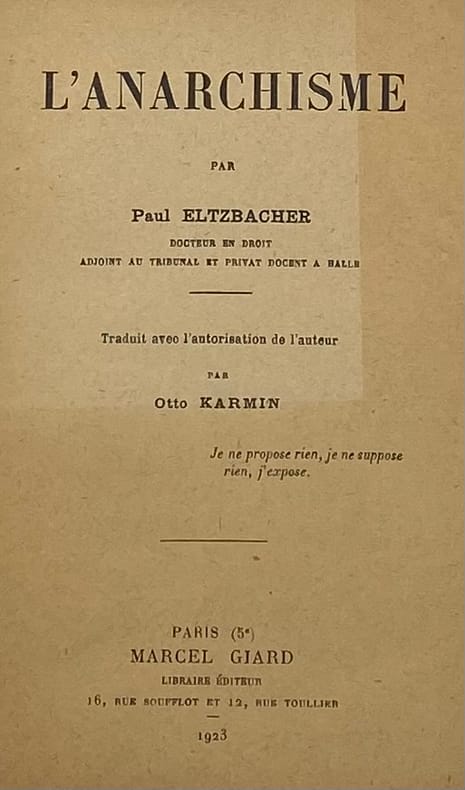 L'ANARCHISME
PAR
Paul ELTZBACHER
DOCTEUR EN DROIT
ADJOINT AU TRIBUNAL ET PRIVAT DOCENT A HALLE
Traduit avec l'autorisation de l'auteur
PAR
Otto KARMIN
Je ne propose rien, je ne suppose
rien, j'expose.
PARIS (5e)
MARCEL GIARD
LIBRAIRE ÉDITEUR
16, RUE SOUFFLOT ET 12, RUE TOULLIER
1923